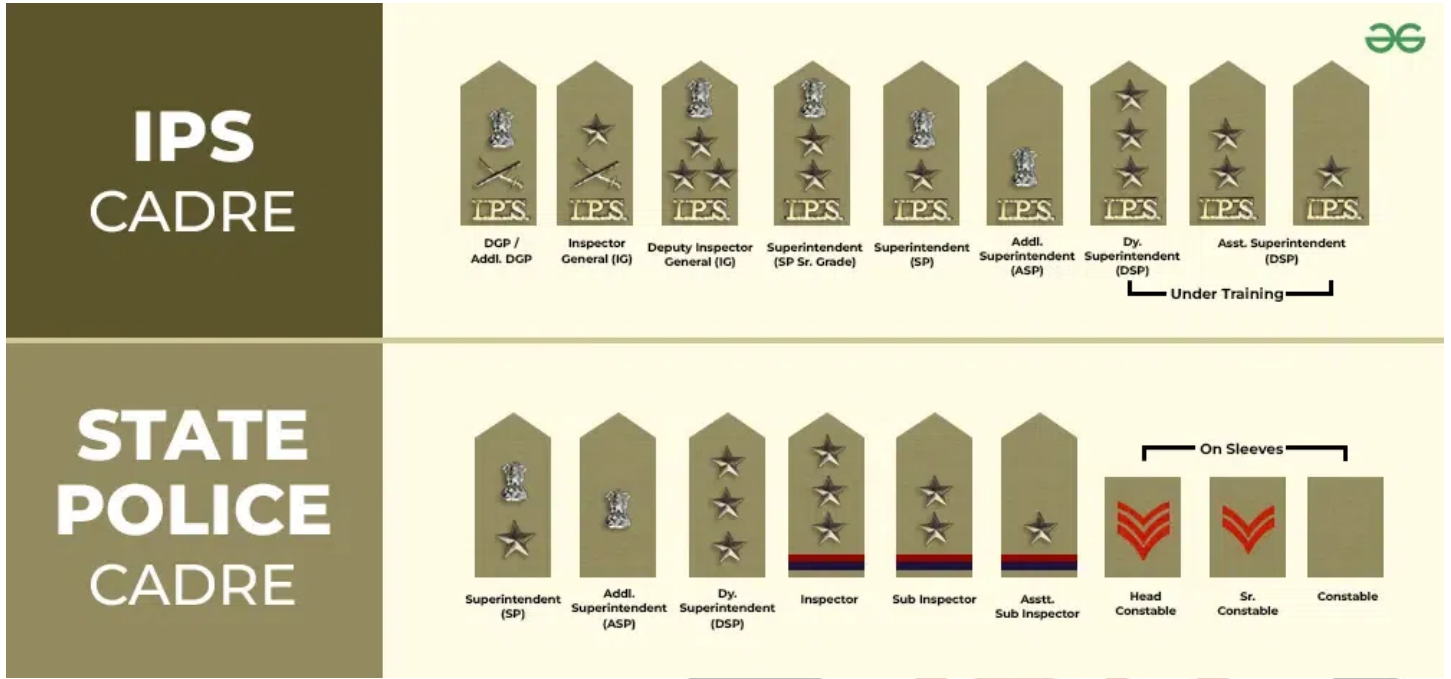 IPS
CADRE
I.P.S.
I.P.S.
I.P.S.
I.P.S.
I.P.S.
I.P.S.
I.P.S.
I.P.S.
I.P.S.
DGP /
Addl. DGP
Inspector
General (IG)
Deputy Inspector
General (IG)
Superintendent
(SP Sr. Grade)
Superintendent
(SP)
Addl.
Superintendent
(ASP)
Dy.
Superintendent
(DSP)
Asst. Superintendent
(DSP)
Under Training
STATE
POLICE
CADRE
On Sleeves
Superintendent
(SP)
Addl.
Superintendent
(ASP)
Dy.
Superintendent
(DSP)
Inspector
Sub Inspector
Asstt.
Sub Inspector
Head
Constable
Sr.
Constable
Constable